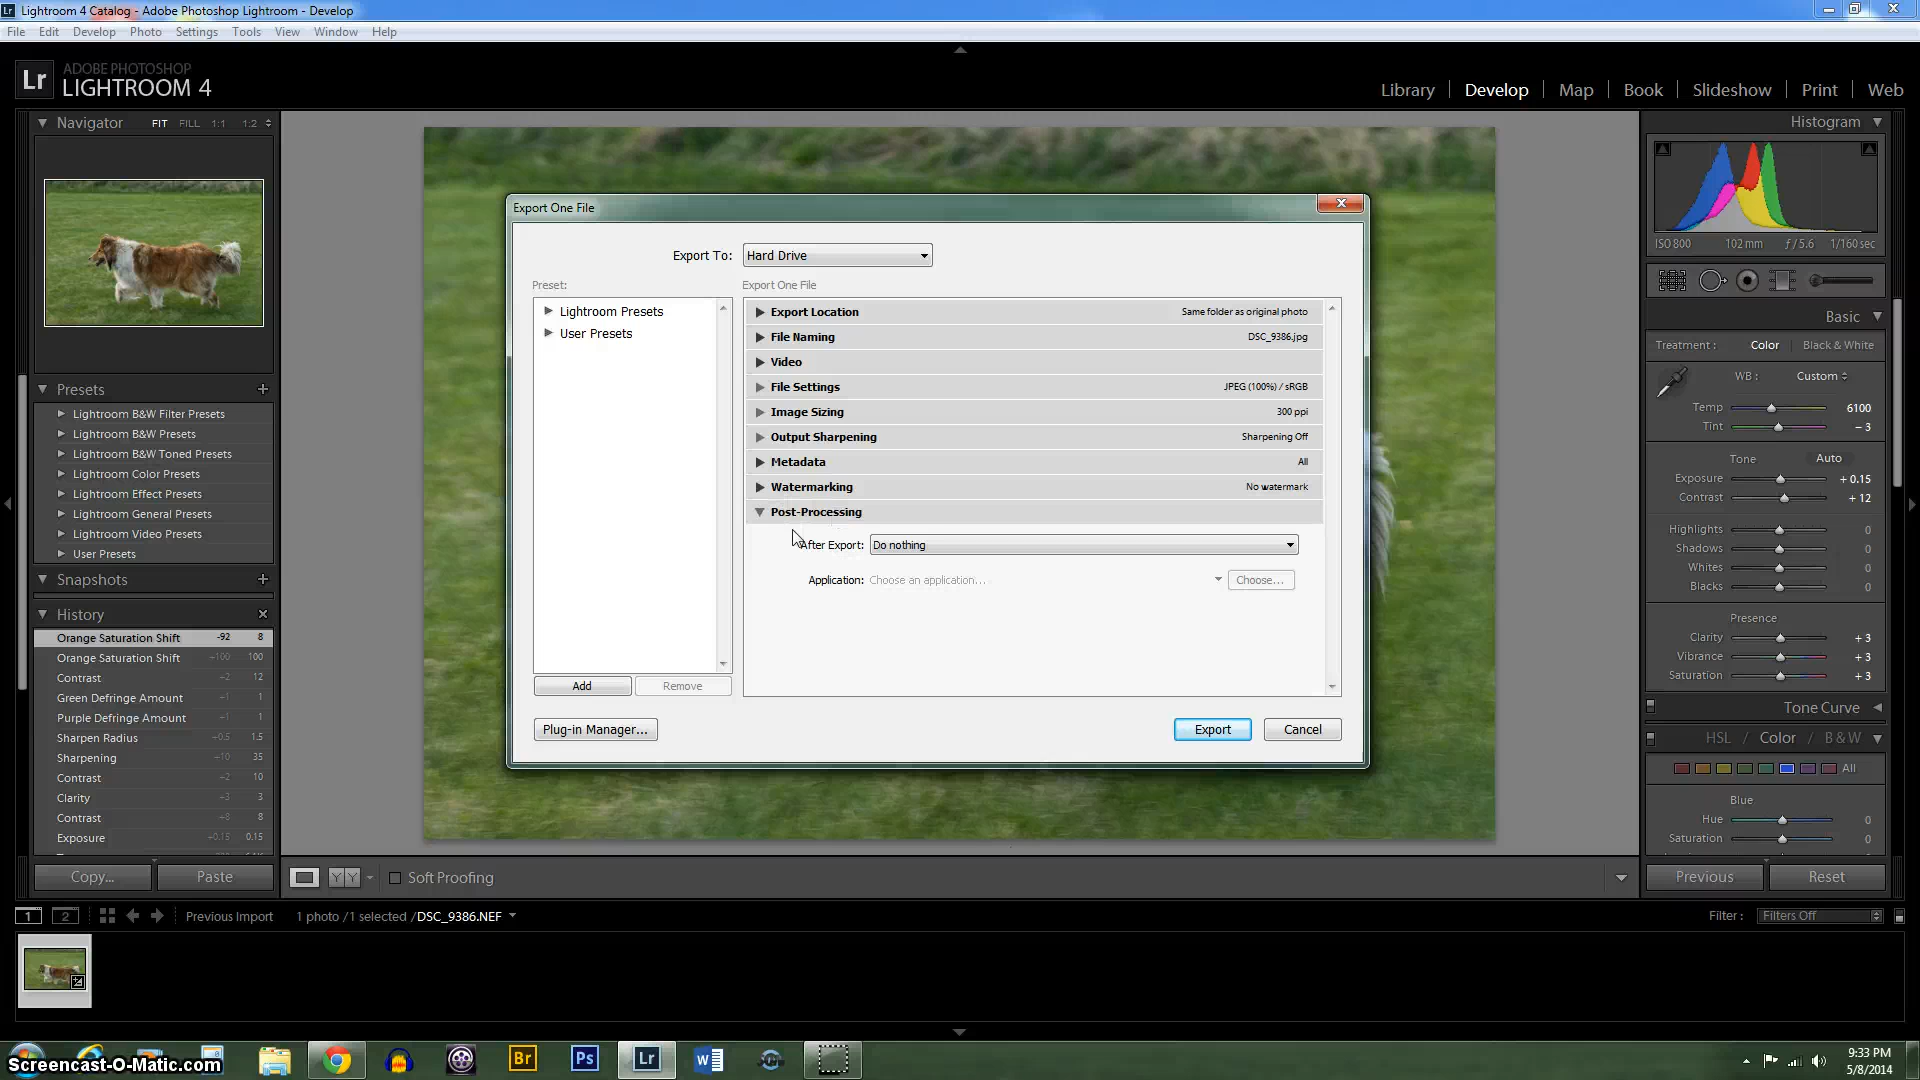 Lightroom 4 Catalog - Adobe Photoshop Lightroom - Develop
File Edit Develop Photo Settings Tools View Window Help
Lr ADOBE PHOTOSHOP
LIGHTROOM 4
Library Develop Map Book Slideshow Print Web
Navigator FIT FILL 1:1 1:2
Presets
Lightroom B&W Filter Presets
Lightroom B&W Presets
Lightroom B&W Toned Presets
Lightroom Color Presets
Lightroom Effect Presets
Lightroom General Presets
Lightroom Video Presets
User Presets
Snapshots
History
Orange Saturation Shift -92 8
Orange Saturation Shift -100 100
Contrast +2 12
Green Defringe Amount -1 1
Purple Defringe Amount -1 1
Sharpen Radius +0.5 1.5
Sharpening +10 35
Contrast +2 10
Clarity +3 3
Contrast +8 8
Exposure +0.15 0.15
Copy... Paste
Export One File
Export To: Hard Drive
Preset:
Lightroom Presets
User Presets
Add Remove
Plug-in Manager...
Export One File
Export Location Same folder as original photo
File Naming DSC_9386.jpg
Video
File Settings JPEG (100%) / sRGB
Image Sizing 300 ppi
Output Sharpening Sharpening Off
Metadata All
Watermarking No watermark
Post-Processing
After Export: Do nothing
Application: Choose an application... Choose...
Export Cancel
Histogram
ISO 800 102 mm f / 5.6 1/160 sec
Basic
Treatment : Color Black & White
WB : Custom
Temp 6100
Tint - 3
Tone Auto
Exposure + 0.15
Contrast + 12
Highlights 0
Shadows 0
Whites 0
Blacks 0
Presence
Clarity + 3
Vibrance + 3
Saturation + 3
Tone Curve
HSL / Color / B & W
All
Blue
Hue 0
Saturation 0
Previous Reset
Y Y Soft Proofing
1 2 Previous Import 1 photo / 1 selected / DSC_9386.NEF
Filter : Filters Off
Screencast-O-Matic.com
Br Ps Lr W
9:33 PM
5/8/2014